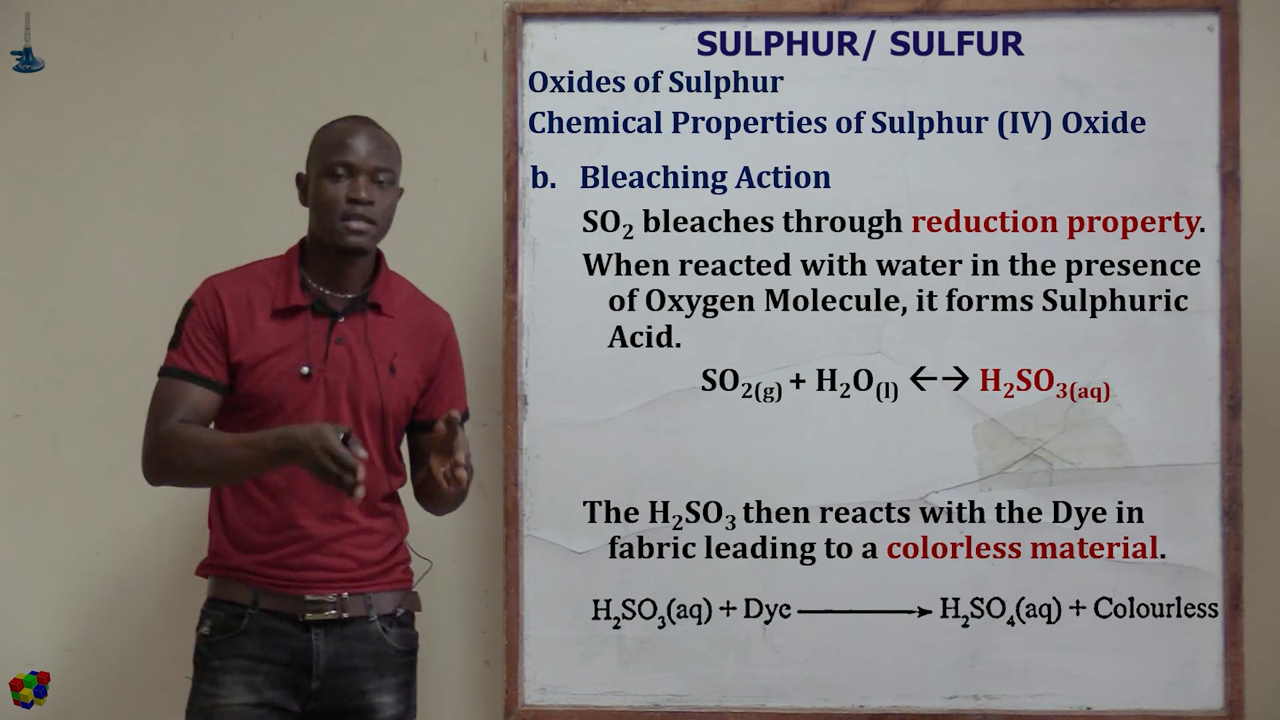 SULPHUR/ SULFUR
Oxides of Sulphur
Chemical Properties of Sulphur (IV) Oxide
b. Bleaching Action
SO₂ bleaches through reduction property.
When reacted with water in the presence
of Oxygen Molecule, it forms Sulphuric
Acid.
SO₂(g) + H₂O(l) ←→ H₂SO₃(aq)
The H₂SO₃ then reacts with the Dye in
fabric leading to a colorless material.
H₂SO₃(aq) + Dye ⟶ H₂SO₄(aq) + Colourless